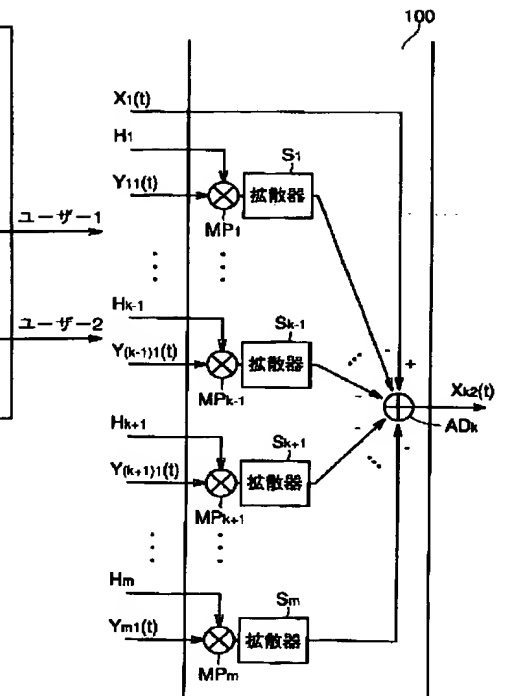 100
X1(t)
H1
S1
Y11(t)
拡散器
MP1
ユーザー1
Hk-1
Sk-1
ユーザー2
Y(k-1)1(t)
拡散器
MPk-1
-
+
-
Xk2(t)
ADk
Hk+1
Sk+1
-
-
Y(k+1)1(t)
拡散器
MPk+1
Hm
Sm
Ym1(t)
拡散器
MPm